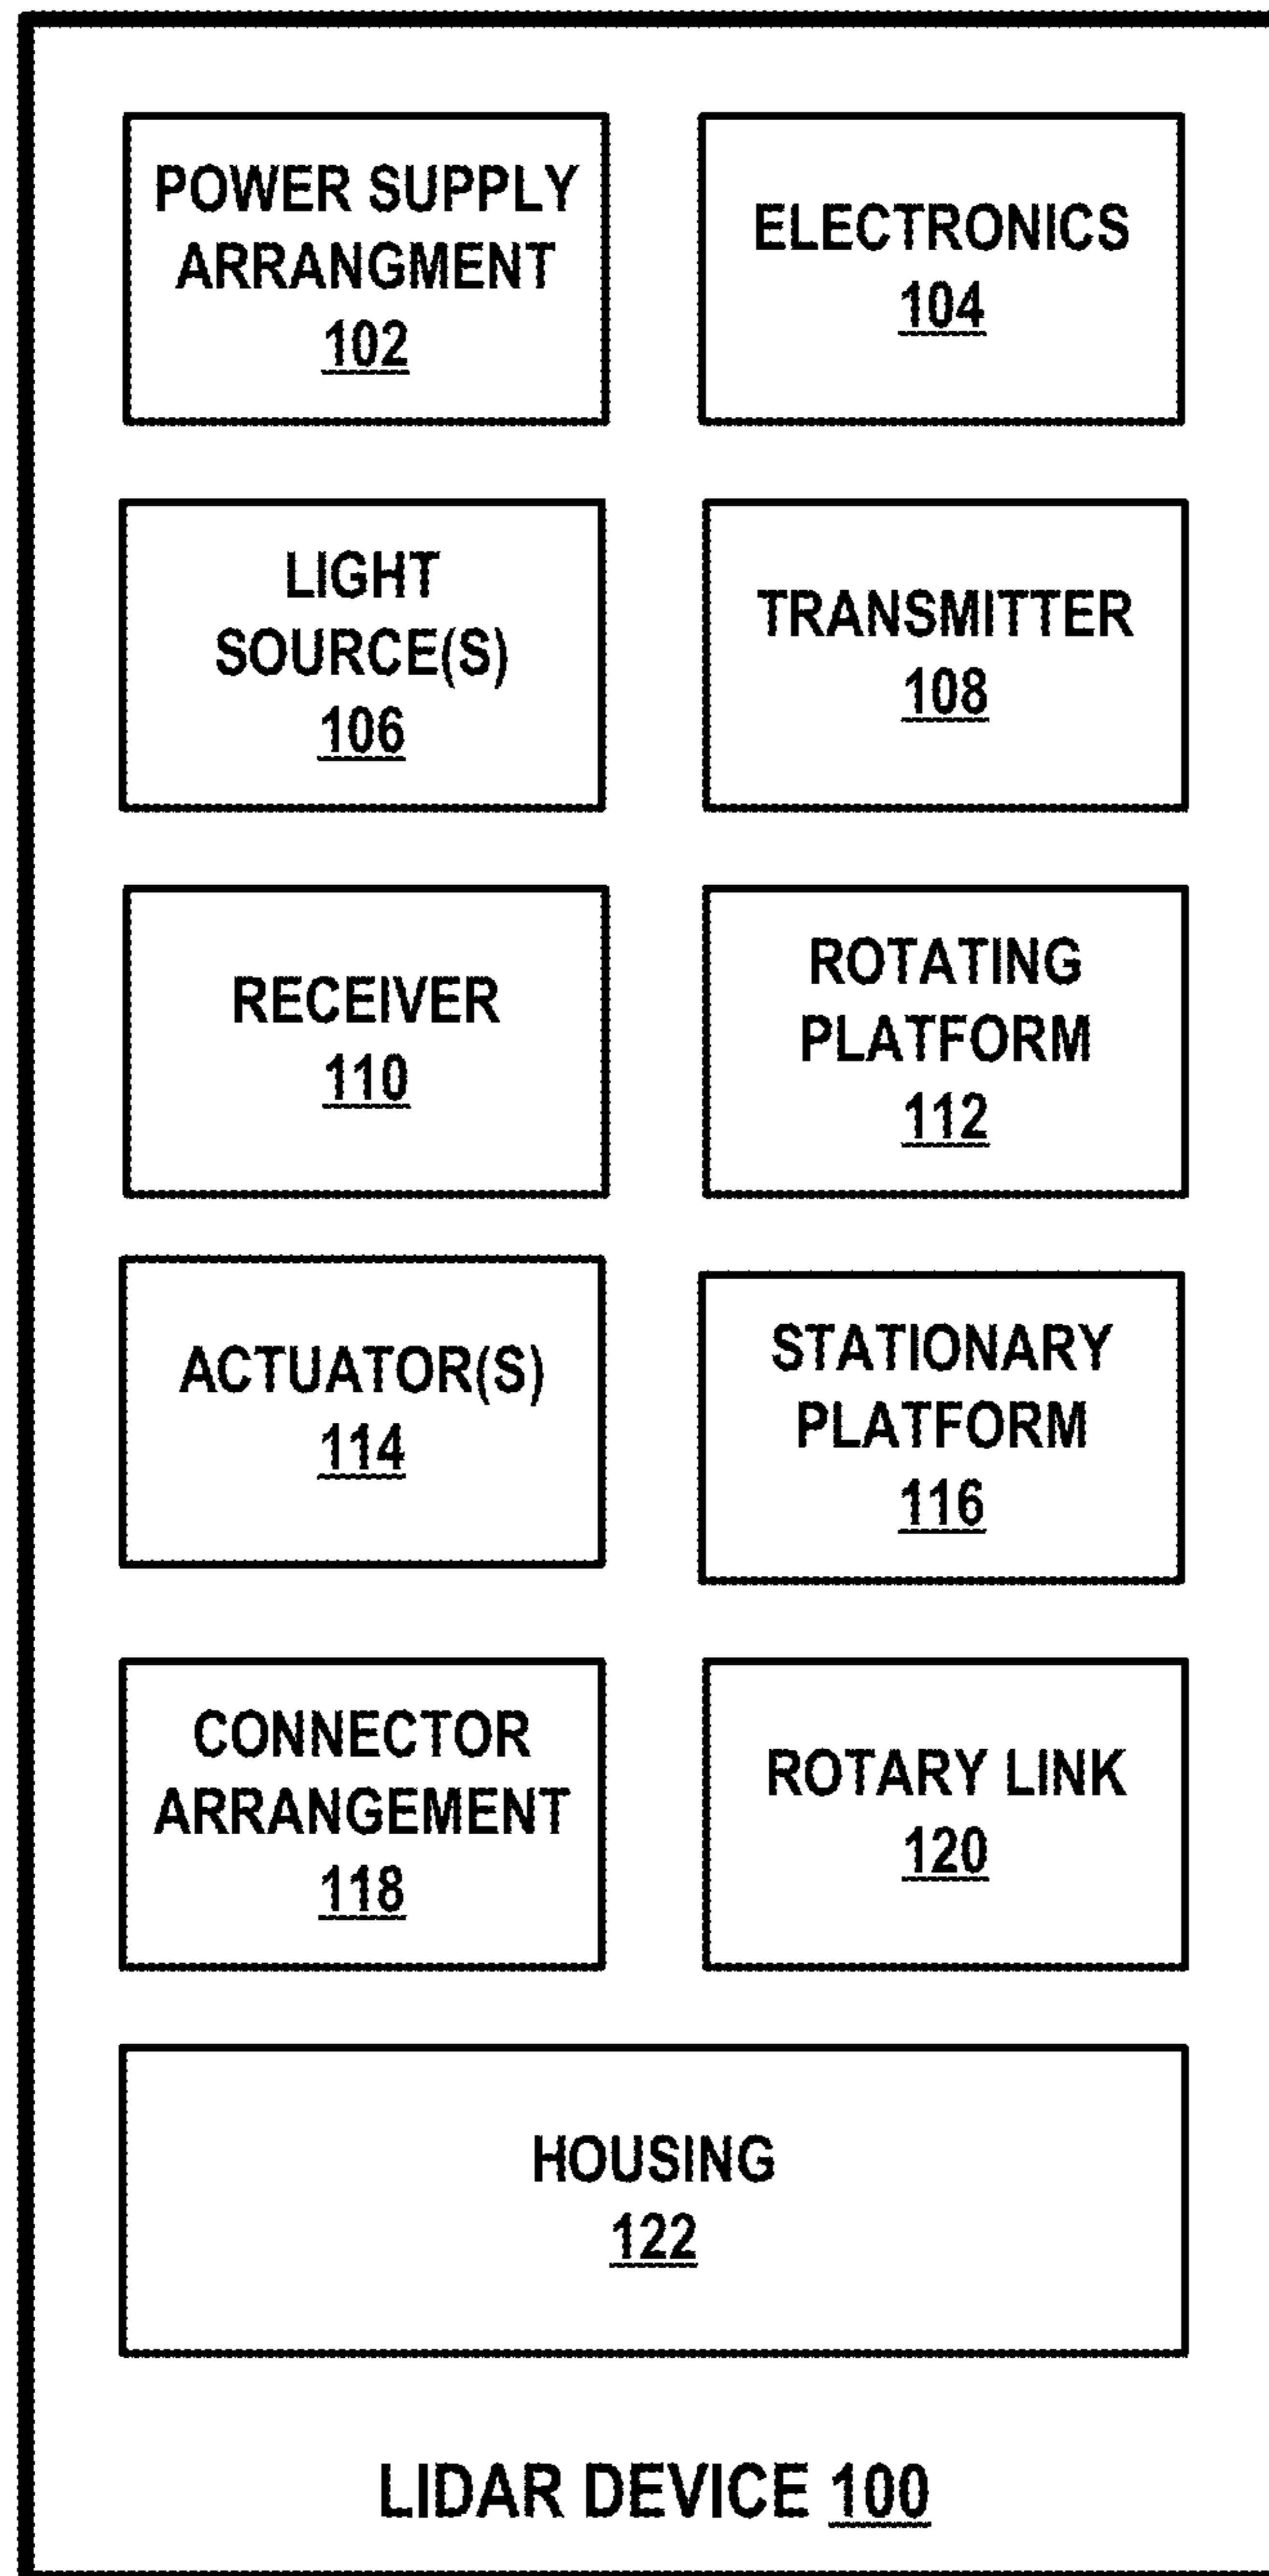 POWER SUPPLY
ARRANGMENT
102
ELECTRONICS
104
LIGHT
SOURCE(S)
106
TRANSMITTER
108
RECEIVER
110
ROTATING
PLATFORM
112
ACTUATOR(S)
114
STATIONARY
PLATFORM
116
CONNECTOR
ARRANGEMENT
118
ROTARY LINK
120
HOUSING
122
LIDAR DEVICE 100